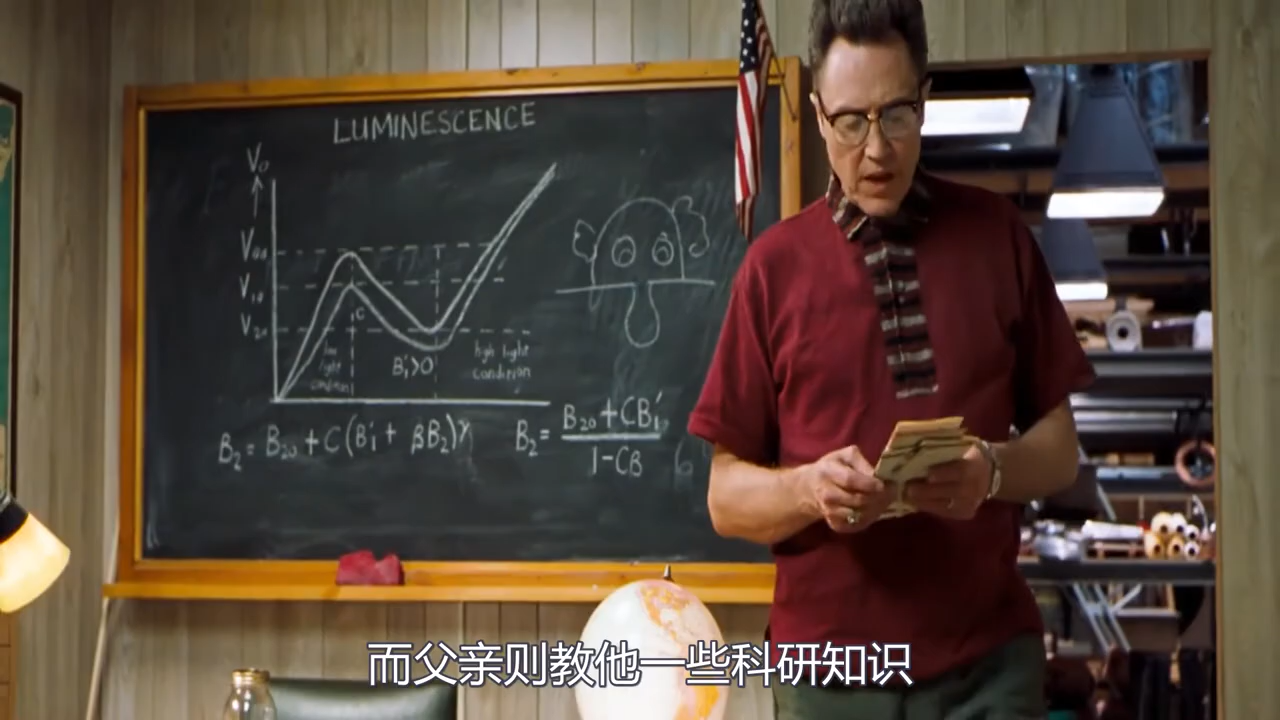 LUMINESCENCE
V₀
V₁₀
V₂₀
C
low
light
condition
B₁'>0
high light
condition
B₂ = B₂₀ + C(B₁' + βB₂)γ
B₂ = (B₂₀ + CB₁')/(1-CB)
而父亲则教他一些科研知识